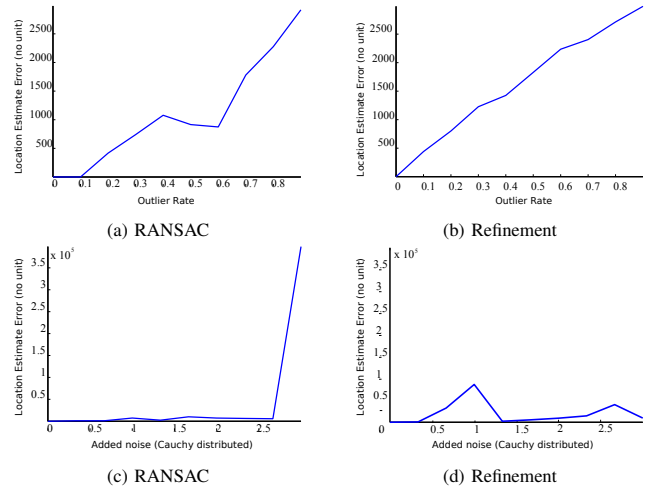 Location Estimate Error (no unit)
2500
2000
1500
1000
500
0 0.1 0.2 0.3 0.4 0.5 0.6 0.7 0.8
Outlier Rate
(a) RANSAC
Location Estimate Error (no unit)
2500
2000
1500
1000
500
0 0.1 0.2 0.3 0.4 0.5 0.6 0.7 0.8
Outlier Rate
(b) Refinement
Location Estimate Error (no unit)
x 10^5
3.5
3
2.5
2
1.5
1
0.5
0 0.5 1.0 1.5 2.0 2.5
Added noise (Cauchy distributed)
(c) RANSAC
Location Estimate Error (no unit)
x 10^5
3.5
3
2.5
2
1.5
1
0.5
0 0.5 1.0 1.5 2.0 2.5
Added noise (Cauchy distributed)
(d) Refinement